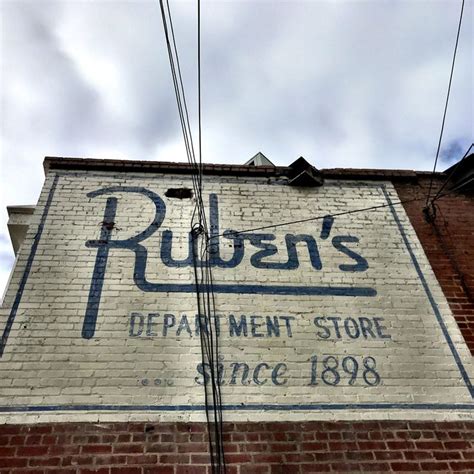 Ruben's
DEPARTMENT STORE
... since 1898